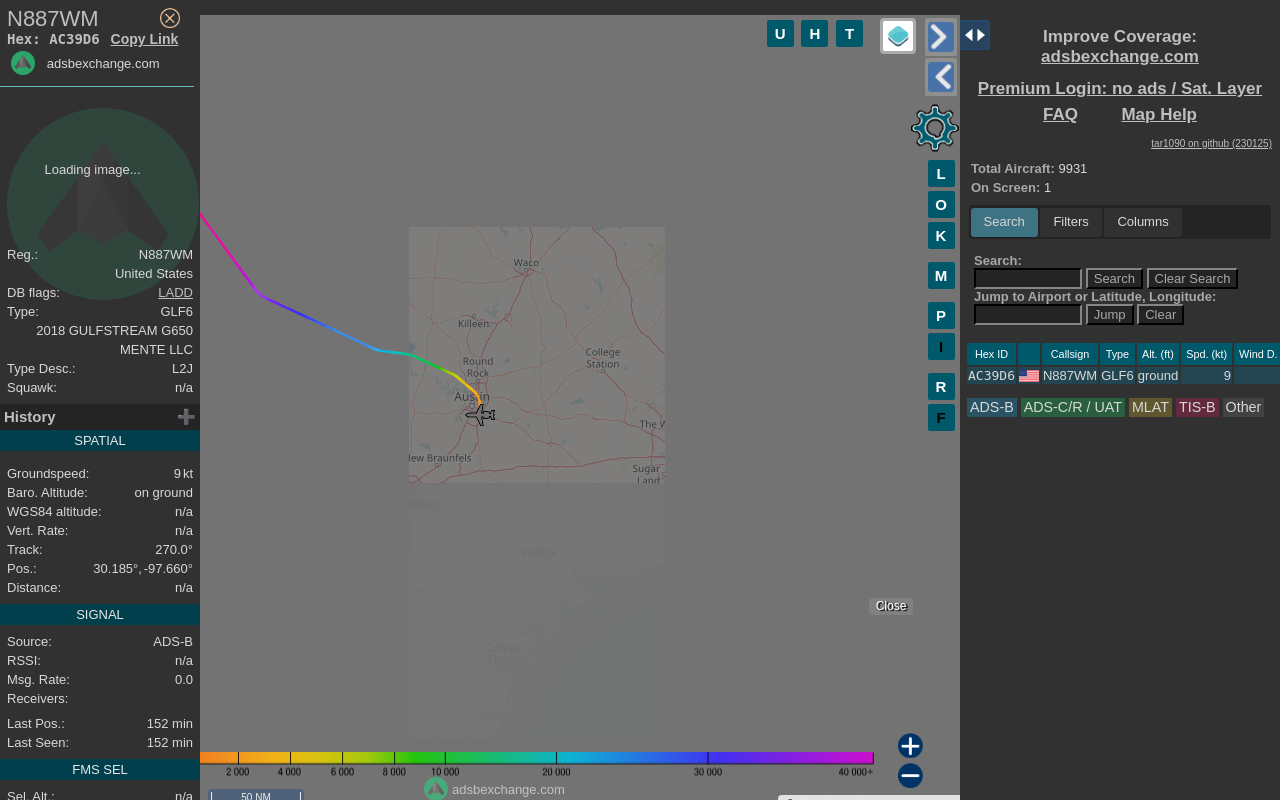 N887WM
Hex: AC39D6 Copy Link
adsbexchange.com
Loading image...
Reg.: N887WM
United States
DB flags: LADD
Type: GLF6
2018 GULFSTREAM G650
MENTE LLC
Type Desc.: L2J
Squawk: n/a
History
SPATIAL
Groundspeed: 9 kt
Baro. Altitude: on ground
WGS84 altitude: n/a
Vert. Rate: n/a
Track: 270.0°
Pos.: 30.185°, -97.660°
Distance: n/a
SIGNAL
Source: ADS-B
RSSI: n/a
Msg. Rate: 0.0
Receivers:
Last Pos.: 152 min
Last Seen: 152 min
FMS SEL
Sel. Alt.: n/a
U H T
L
O
K
M
P
I
R
F
Waco
Killeen
Round
Rock
College
Station
Austin
The W
New Braunfels
Sugar
Land
Close
2 000 4 000 6 000 8 000 10 000 20 000 30 000 40 000+
adsbexchange.com
50 NM
Improve Coverage:
adsbexchange.com
Premium Login: no ads / Sat. Layer
FAQ Map Help
tar1090 on github (230125)
Total Aircraft: 9931
On Screen: 1
Search Filters Columns
Search:
Search Clear Search
Jump to Airport or Latitude, Longitude:
Jump Clear
Hex ID Callsign Type Alt. (ft) Spd. (kt) Wind D.
AC39D6 N887WM GLF6 ground 9
ADS-B ADS-C/R / UAT MLAT TIS-B Other